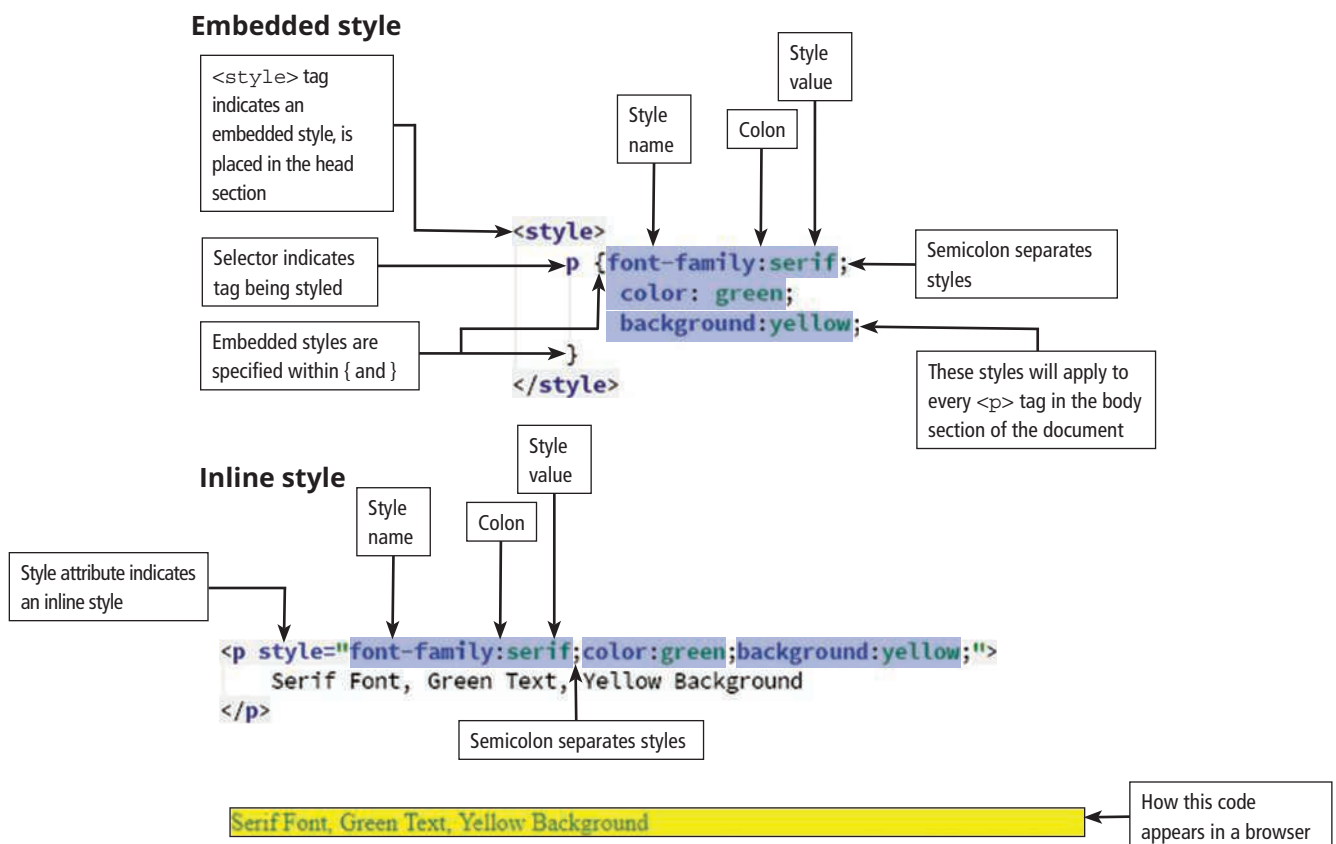 Embedded style
<style> tag
indicates an
embedded style, is
placed in the head
section
Style
name
Colon
Style
value
Selector indicates
tag being styled
Embedded styles are
specified within { and }
<style>
p {font-family:serif;
color: green;
background:yellow;
}
</style>
Semicolon separates
styles
These styles will apply to
every <p> tag in the body
section of the document
Inline style
Style attribute indicates
an inline style
Style
name
Colon
Style
value
<p style="font-family:serif;color:green;background:yellow;">
Serif Font, Green Text, Yellow Background
</p>
Semicolon separates styles
Serif Font, Green Text, Yellow Background
How this code
appears in a browser